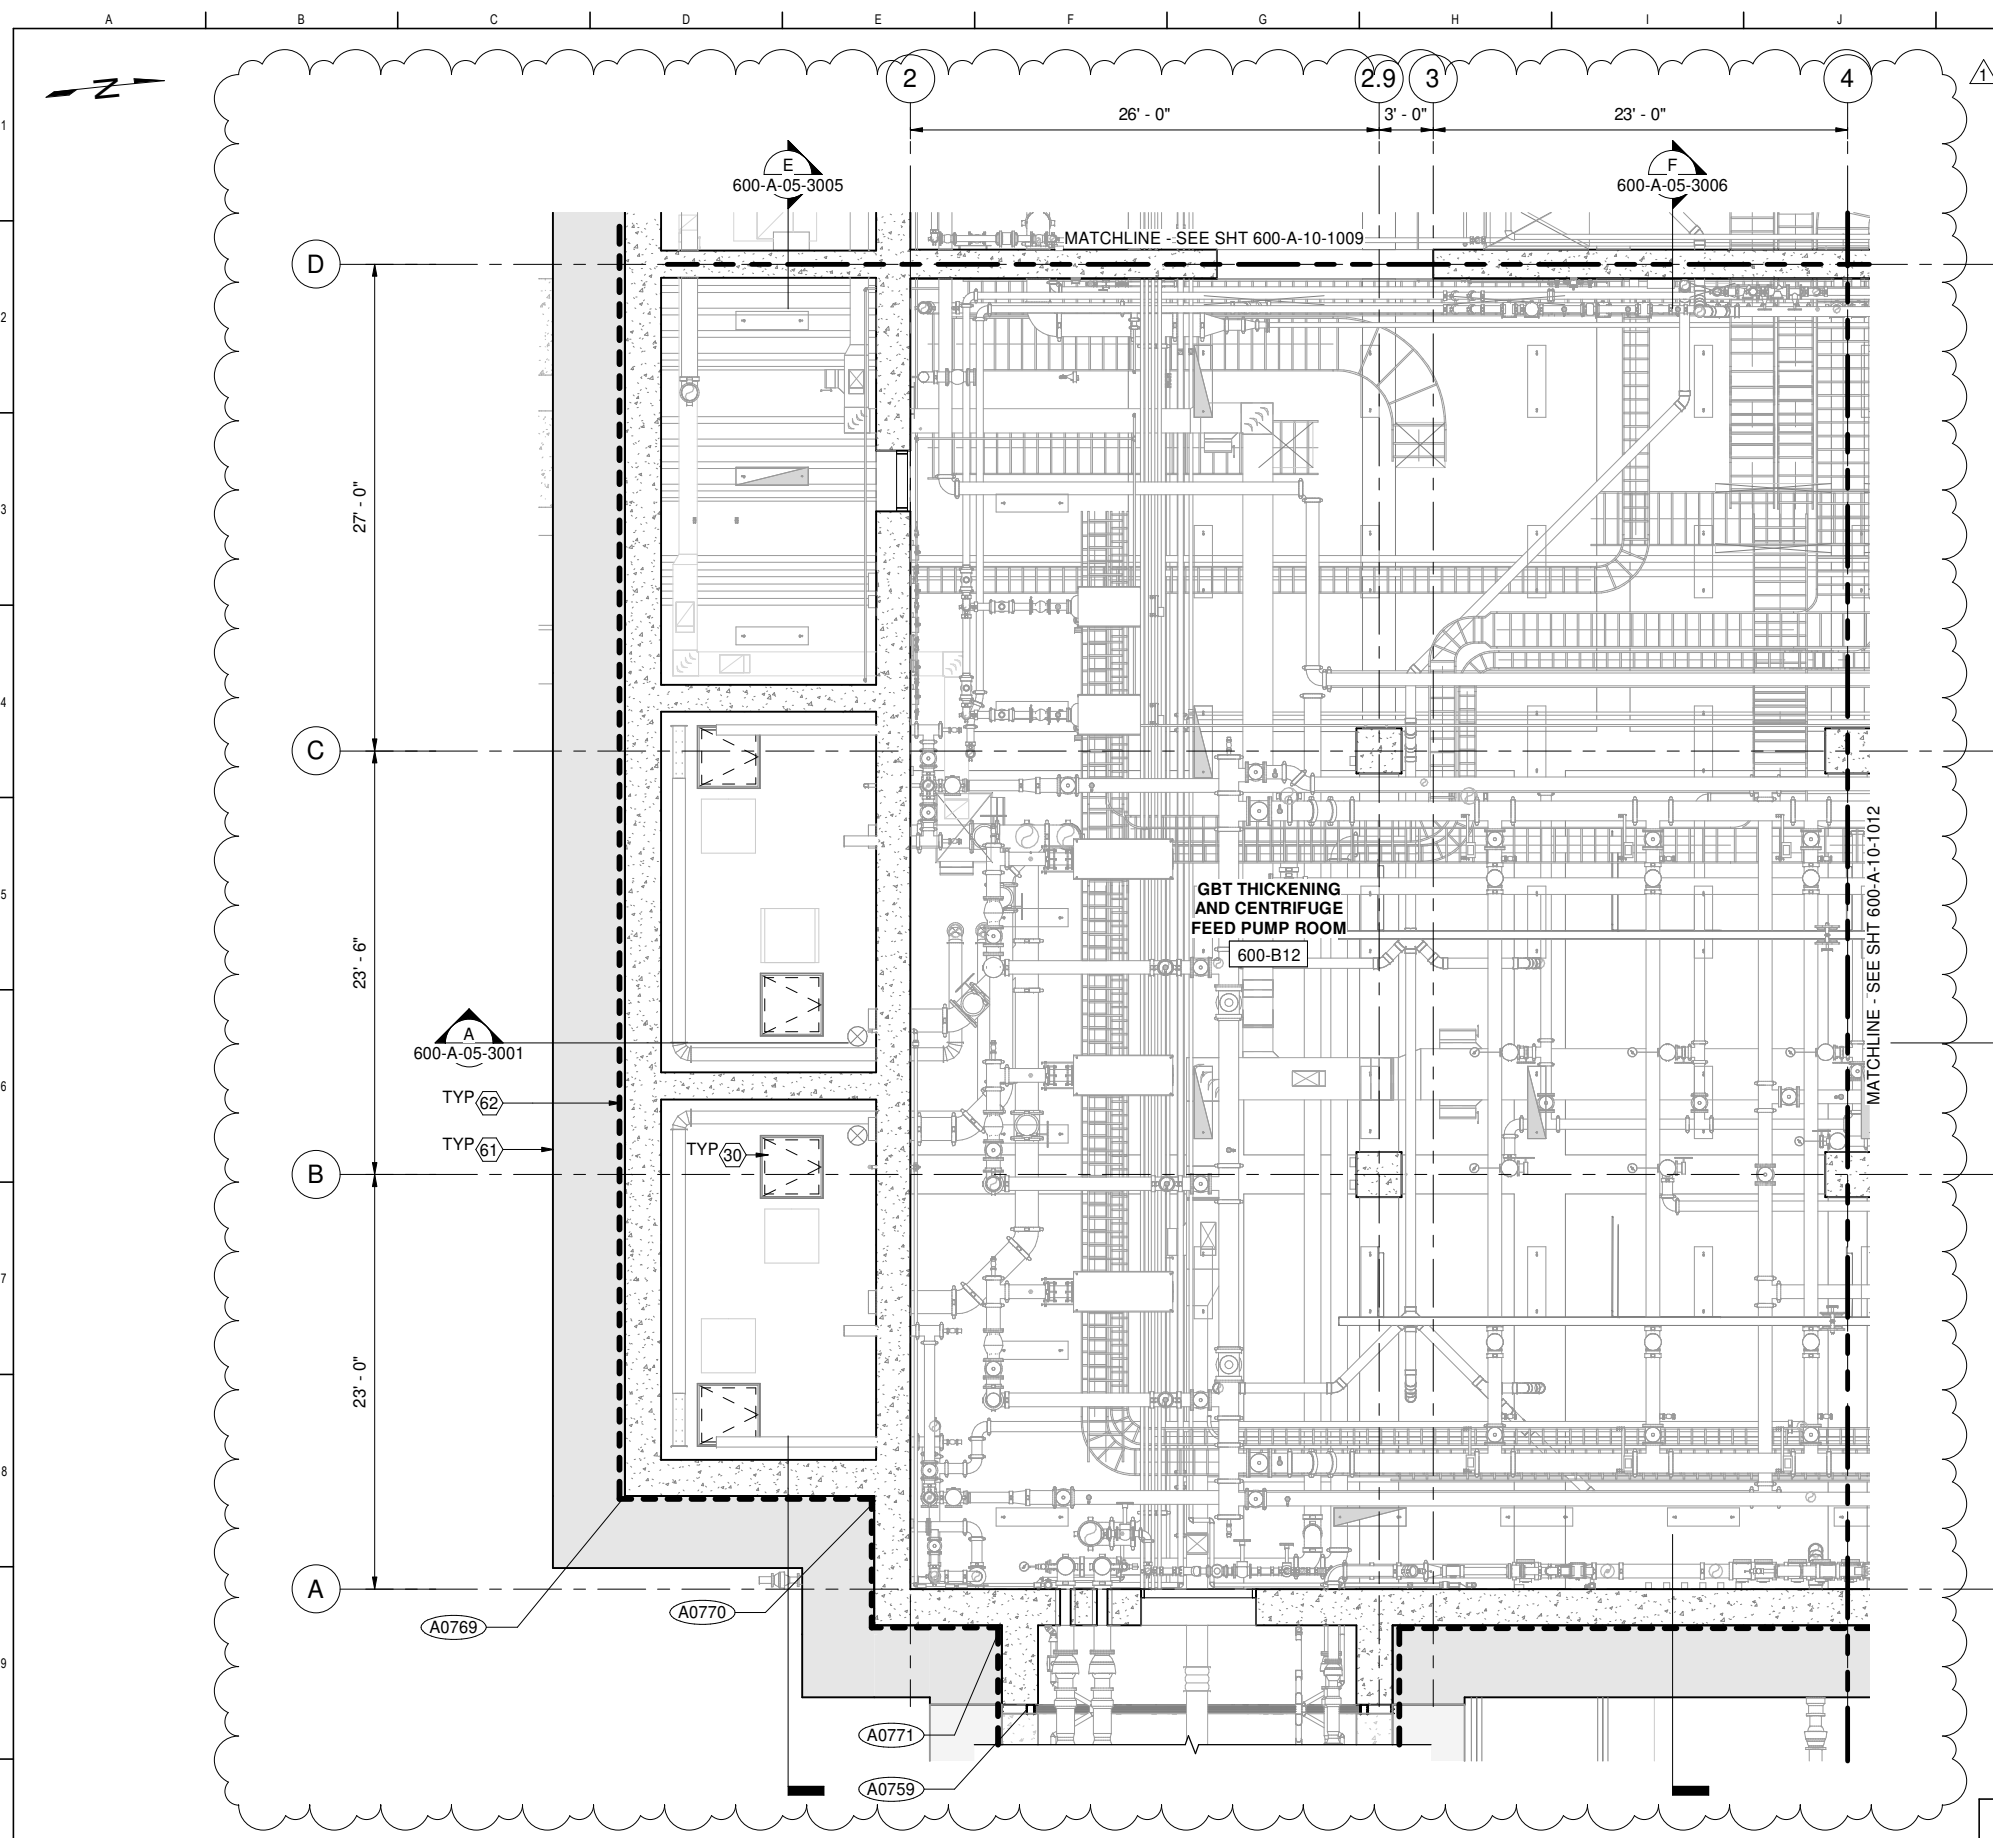 A B C D E F G H I J
N
2 2.9 3 4
1
1
26' - 0" 3' - 0" 23' - 0"
E
600-A-05-3005
F
600-A-05-3006
MATCHLINE - SEE SHT 600-A-10-1009
D
2
27' - 0"
3
4
C
MATCHLINE - SEE SHT 600-A-10-1012
GBT THICKENING
AND CENTRIFUGE
FEED PUMP ROOM
600-B12
5
23' - 6"
A
600-A-05-3001
6
TYP 62
TYP 61
TYP 30
B
7
23' - 0"
8
A
A0769
A0770
9
A0771
A0759